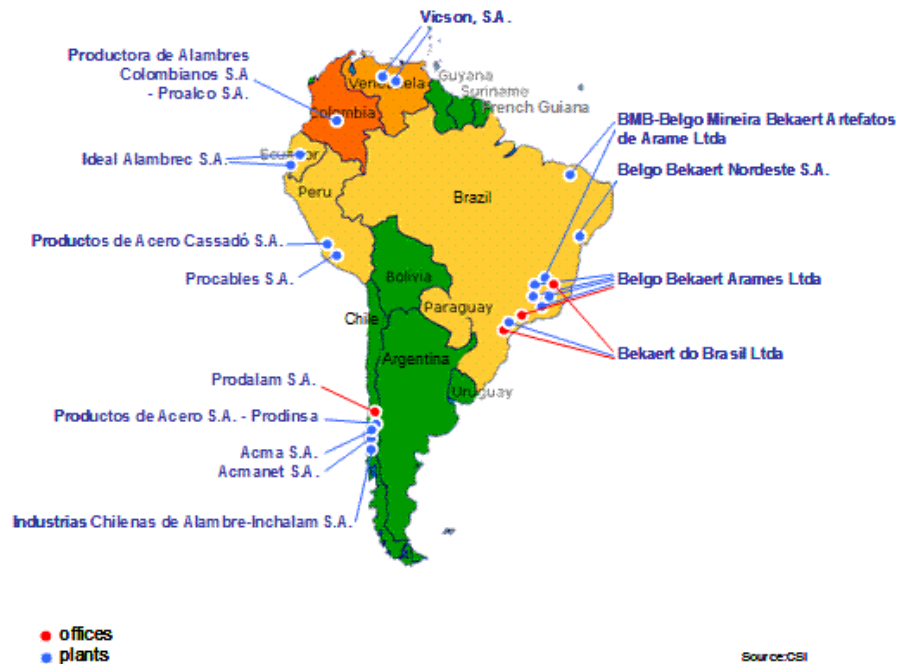 Vicson, S.A.
Productora de Alambres
Colombianos S.A
- Proalco S.A.
Guyana
Suriname
French Guiana
Venezuela
Colombia
BMB-Belgo Mineira Bekaert Artefatos
de Arame Ltda
Ideal Alambrec S.A.
Ecuador
Belgo Bekaert Nordeste S.A.
Peru
Brazil
Productos de Acero Cassadó S.A.
Procables S.A.
Bolivia
Belgo Bekaert Arames Ltda
Paraguay
Chile
Argentina
Bekaert do Brasil Ltda
Prodalam S.A.
Uruguay
Productos de Acero S.A. - Prodinsa
Acma S.A.
Acmanet S.A.
Industrias Chilenas de Alambre-Inchalam S.A.
offices
plants
Source:CSI